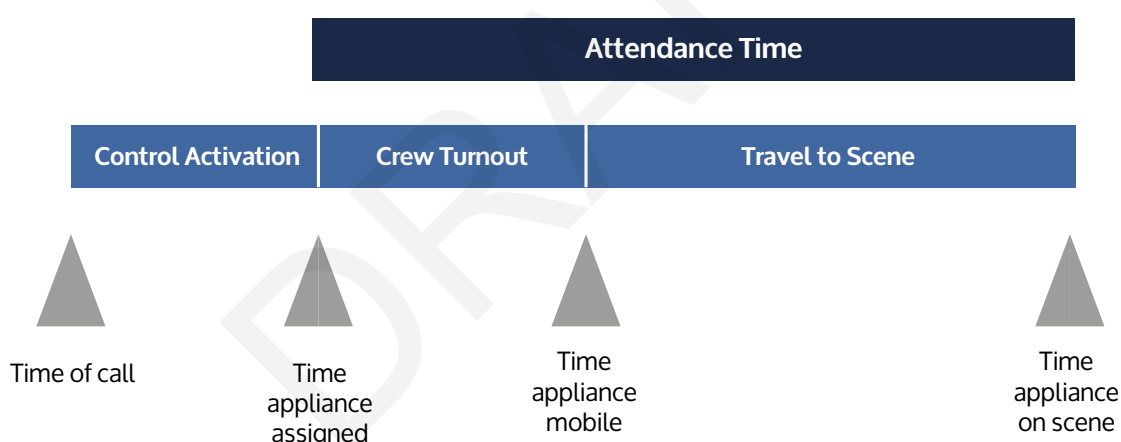 Attendance Time
Control Activation
Crew Turnout
Travel to Scene
Time of call
Time
appliance
assigned
Time
appliance
mobile
Time
appliance
on scene